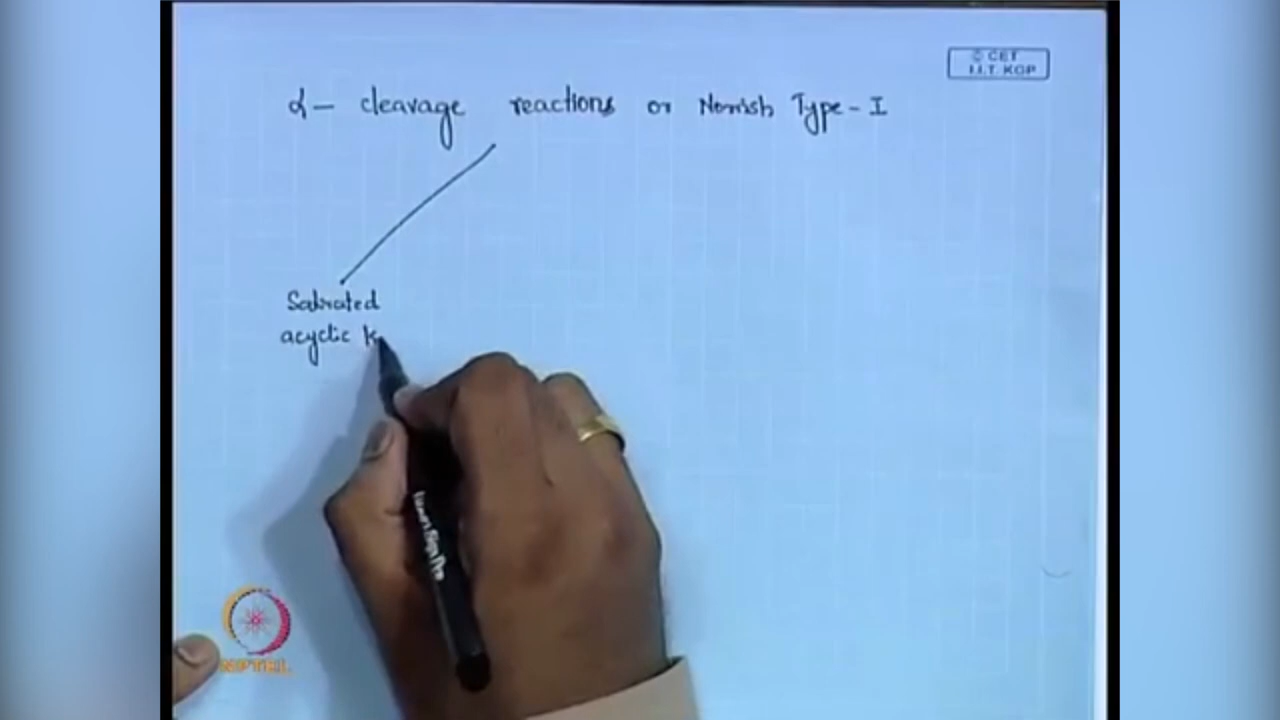 © CET
I.I.T. KGP
α – cleavage reactions or Norrish Type - I
Saturated
acyclic k
NPTEL